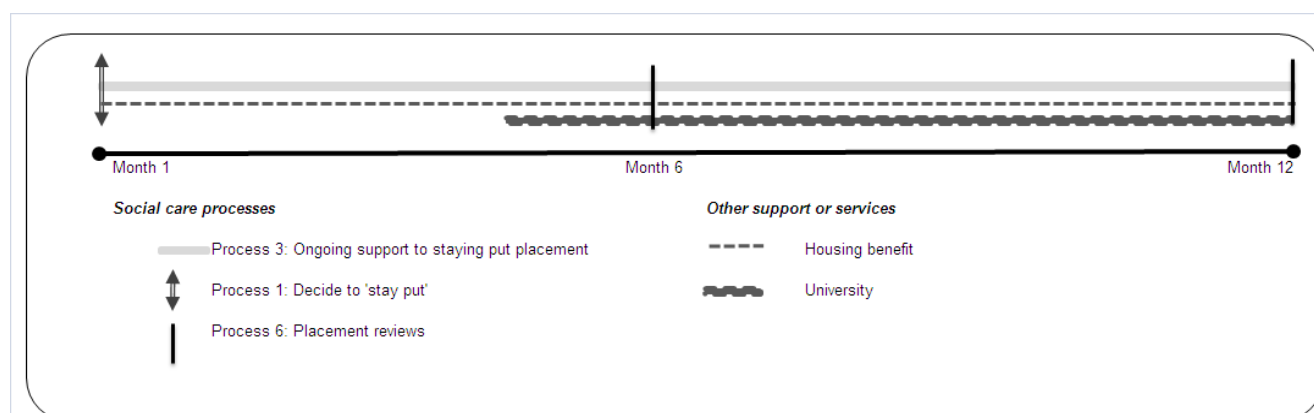 Month 1
Month 6
Month 12
Social care processes
Other support or services
Process 3: Ongoing support to staying put placement
Housing benefit
Process 1: Decide to 'stay put'
University
Process 6: Placement reviews